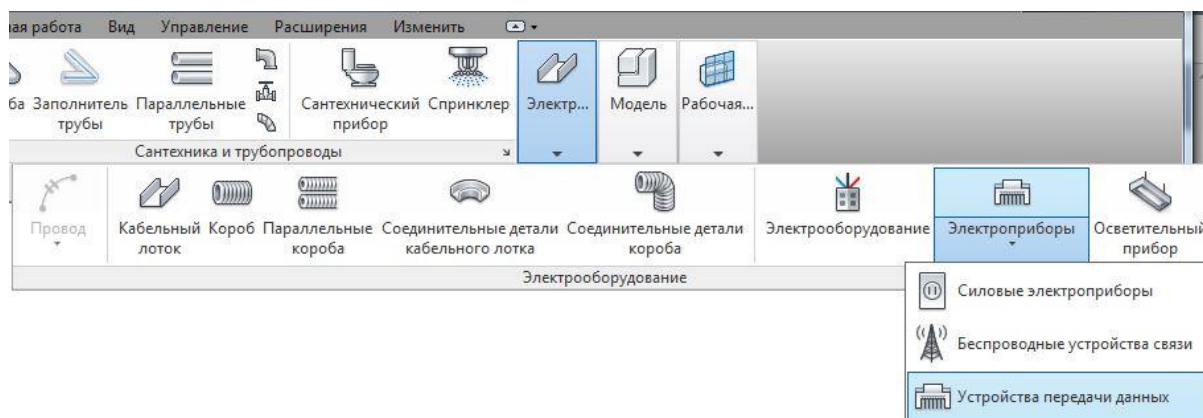 ная работа Вид Управление Расширения Изменить
ба Заполнитель трубы Параллельные трубы Сантехнический прибор Спринклер Электр... Модель Рабочая...
Сантехника и трубопроводы
Провод Кабельный лоток Короб Параллельные короба Соединительные детали кабельного лотка Соединительные детали короба Электрооборудование Электроприборы Осветительный прибор
Электрооборудование
Силовые электроприборы
Беспроводные устройства связи
Устройства передачи данных